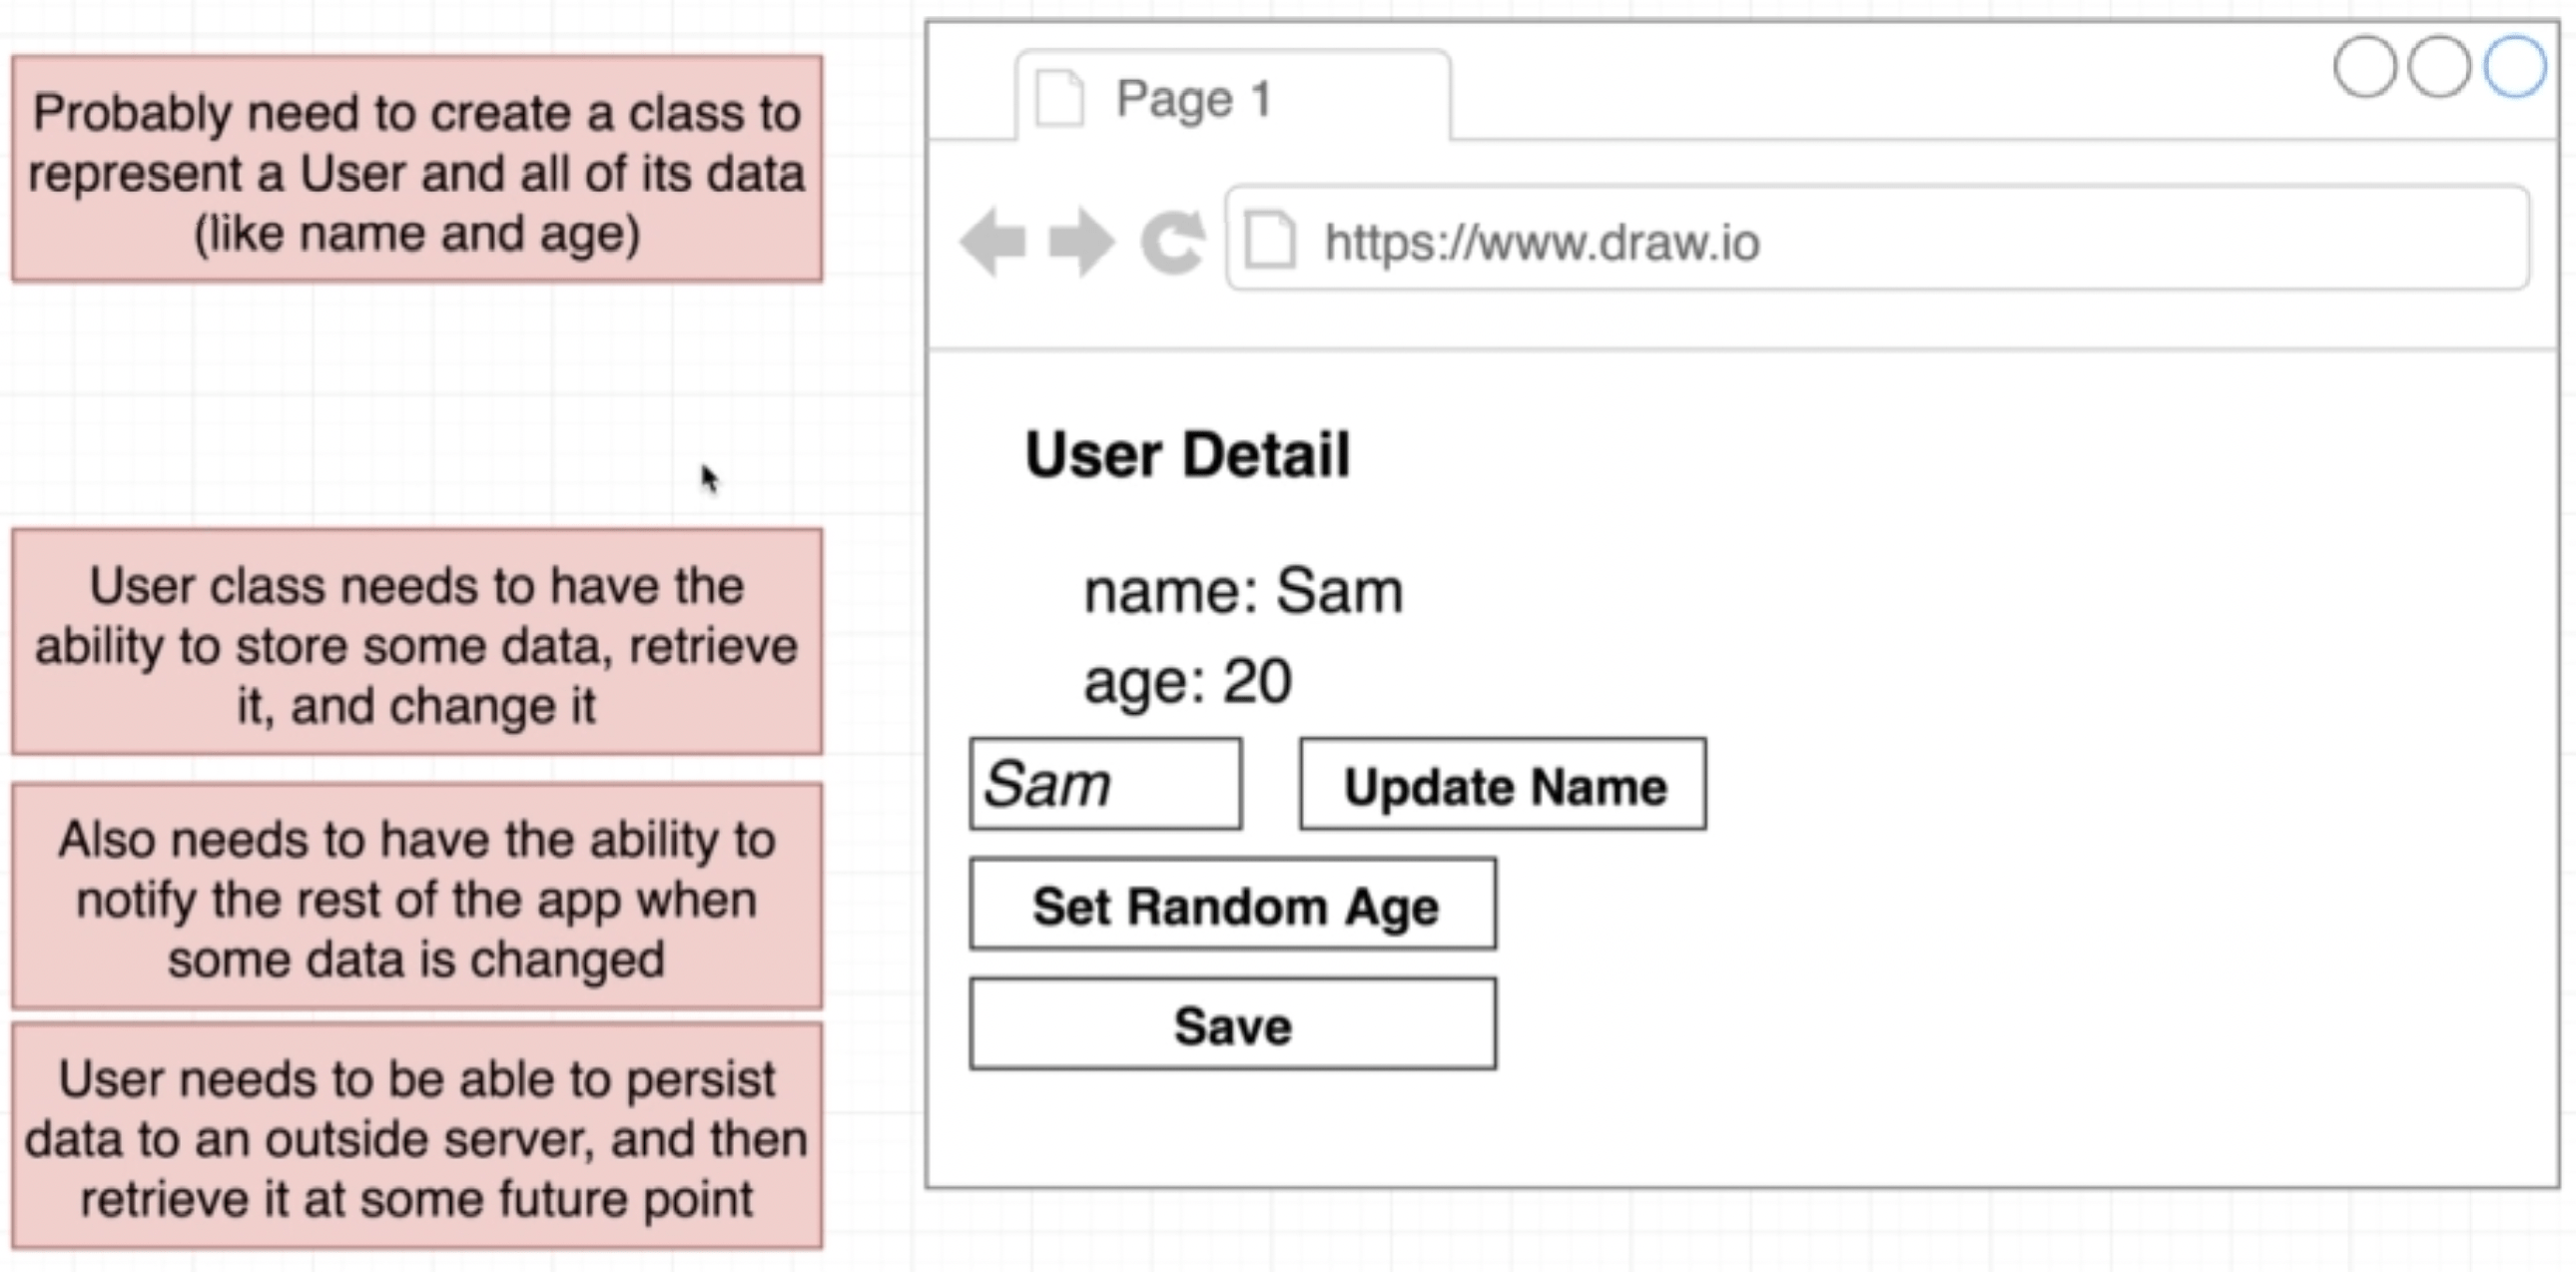 Probably need to create a class to
represent a User and all of its data
(like name and age)
User class needs to have the
ability to store some data, retrieve
it, and change it
Also needs to have the ability to
notify the rest of the app when
some data is changed
User needs to be able to persist
data to an outside server, and then
retrieve it at some future point
Page 1
https://www.draw.io
User Detail
name: Sam
age: 20
Sam
Update Name
Set Random Age
Save